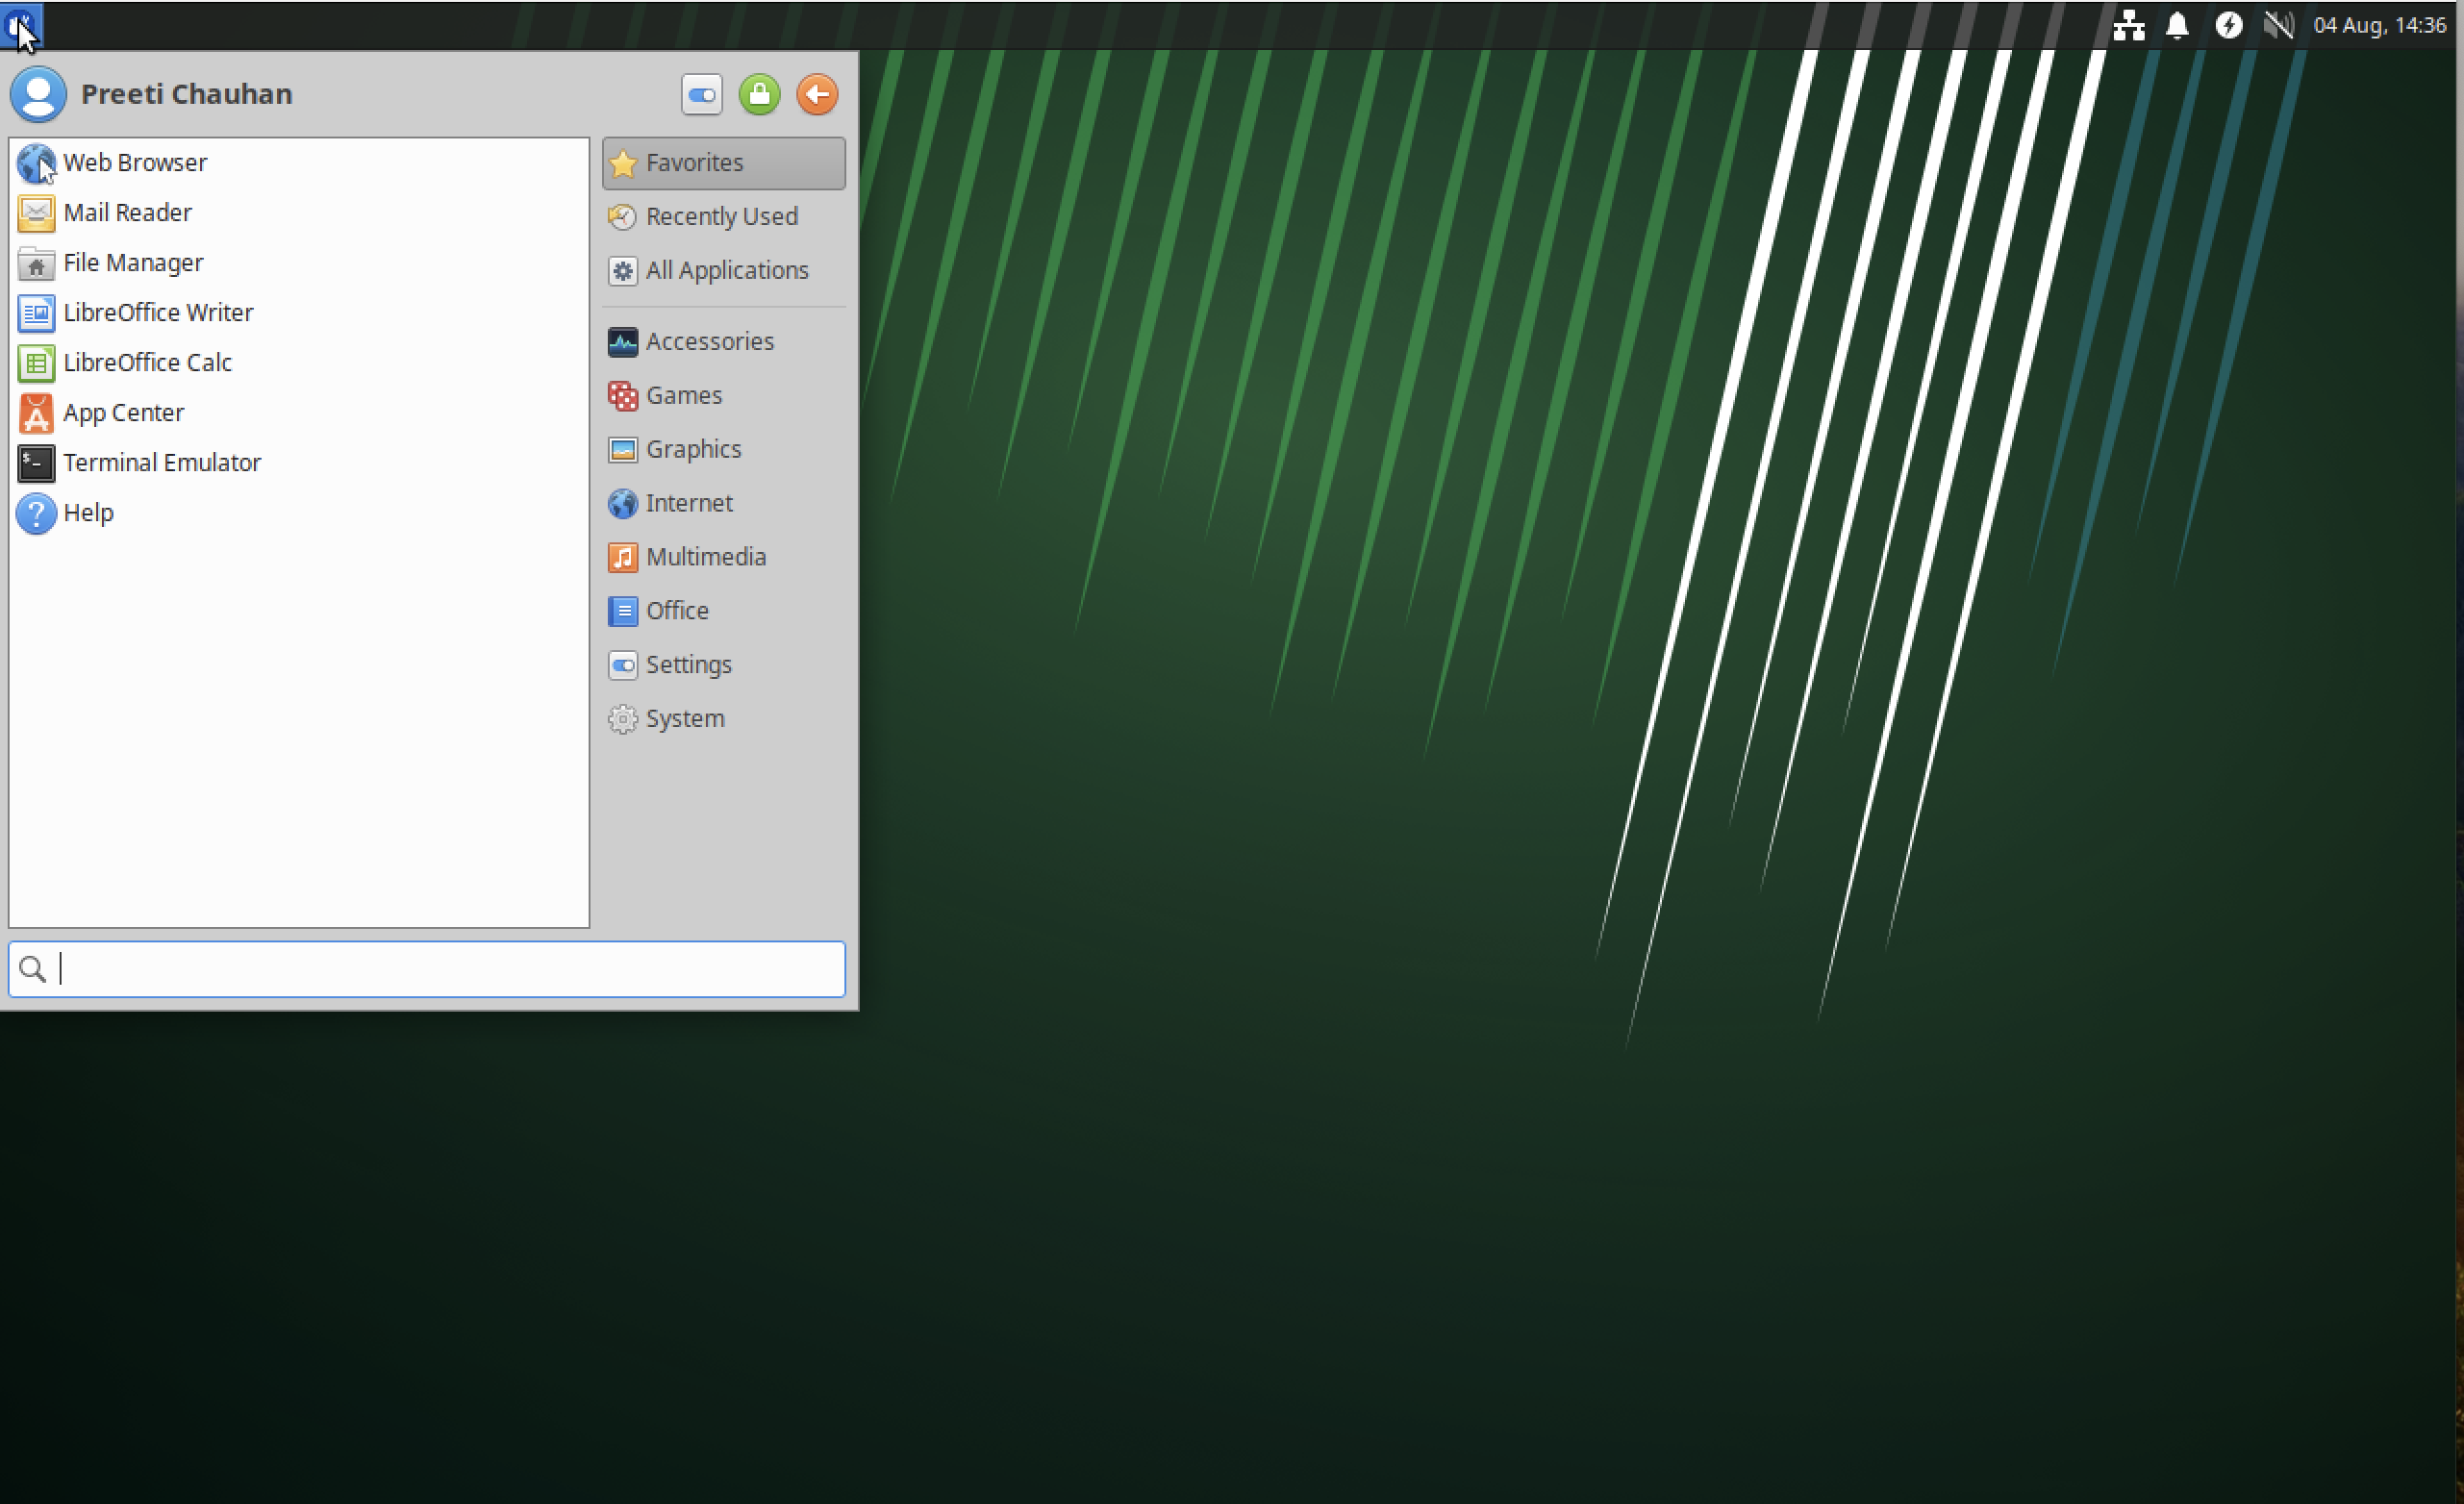 04 Aug, 14:36
Preeti Chauhan
Web Browser
Mail Reader
File Manager
LibreOffice Writer
LibreOffice Calc
App Center
Terminal Emulator
Help
Favorites
Recently Used
All Applications
Accessories
Games
Graphics
Internet
Multimedia
Office
Settings
System